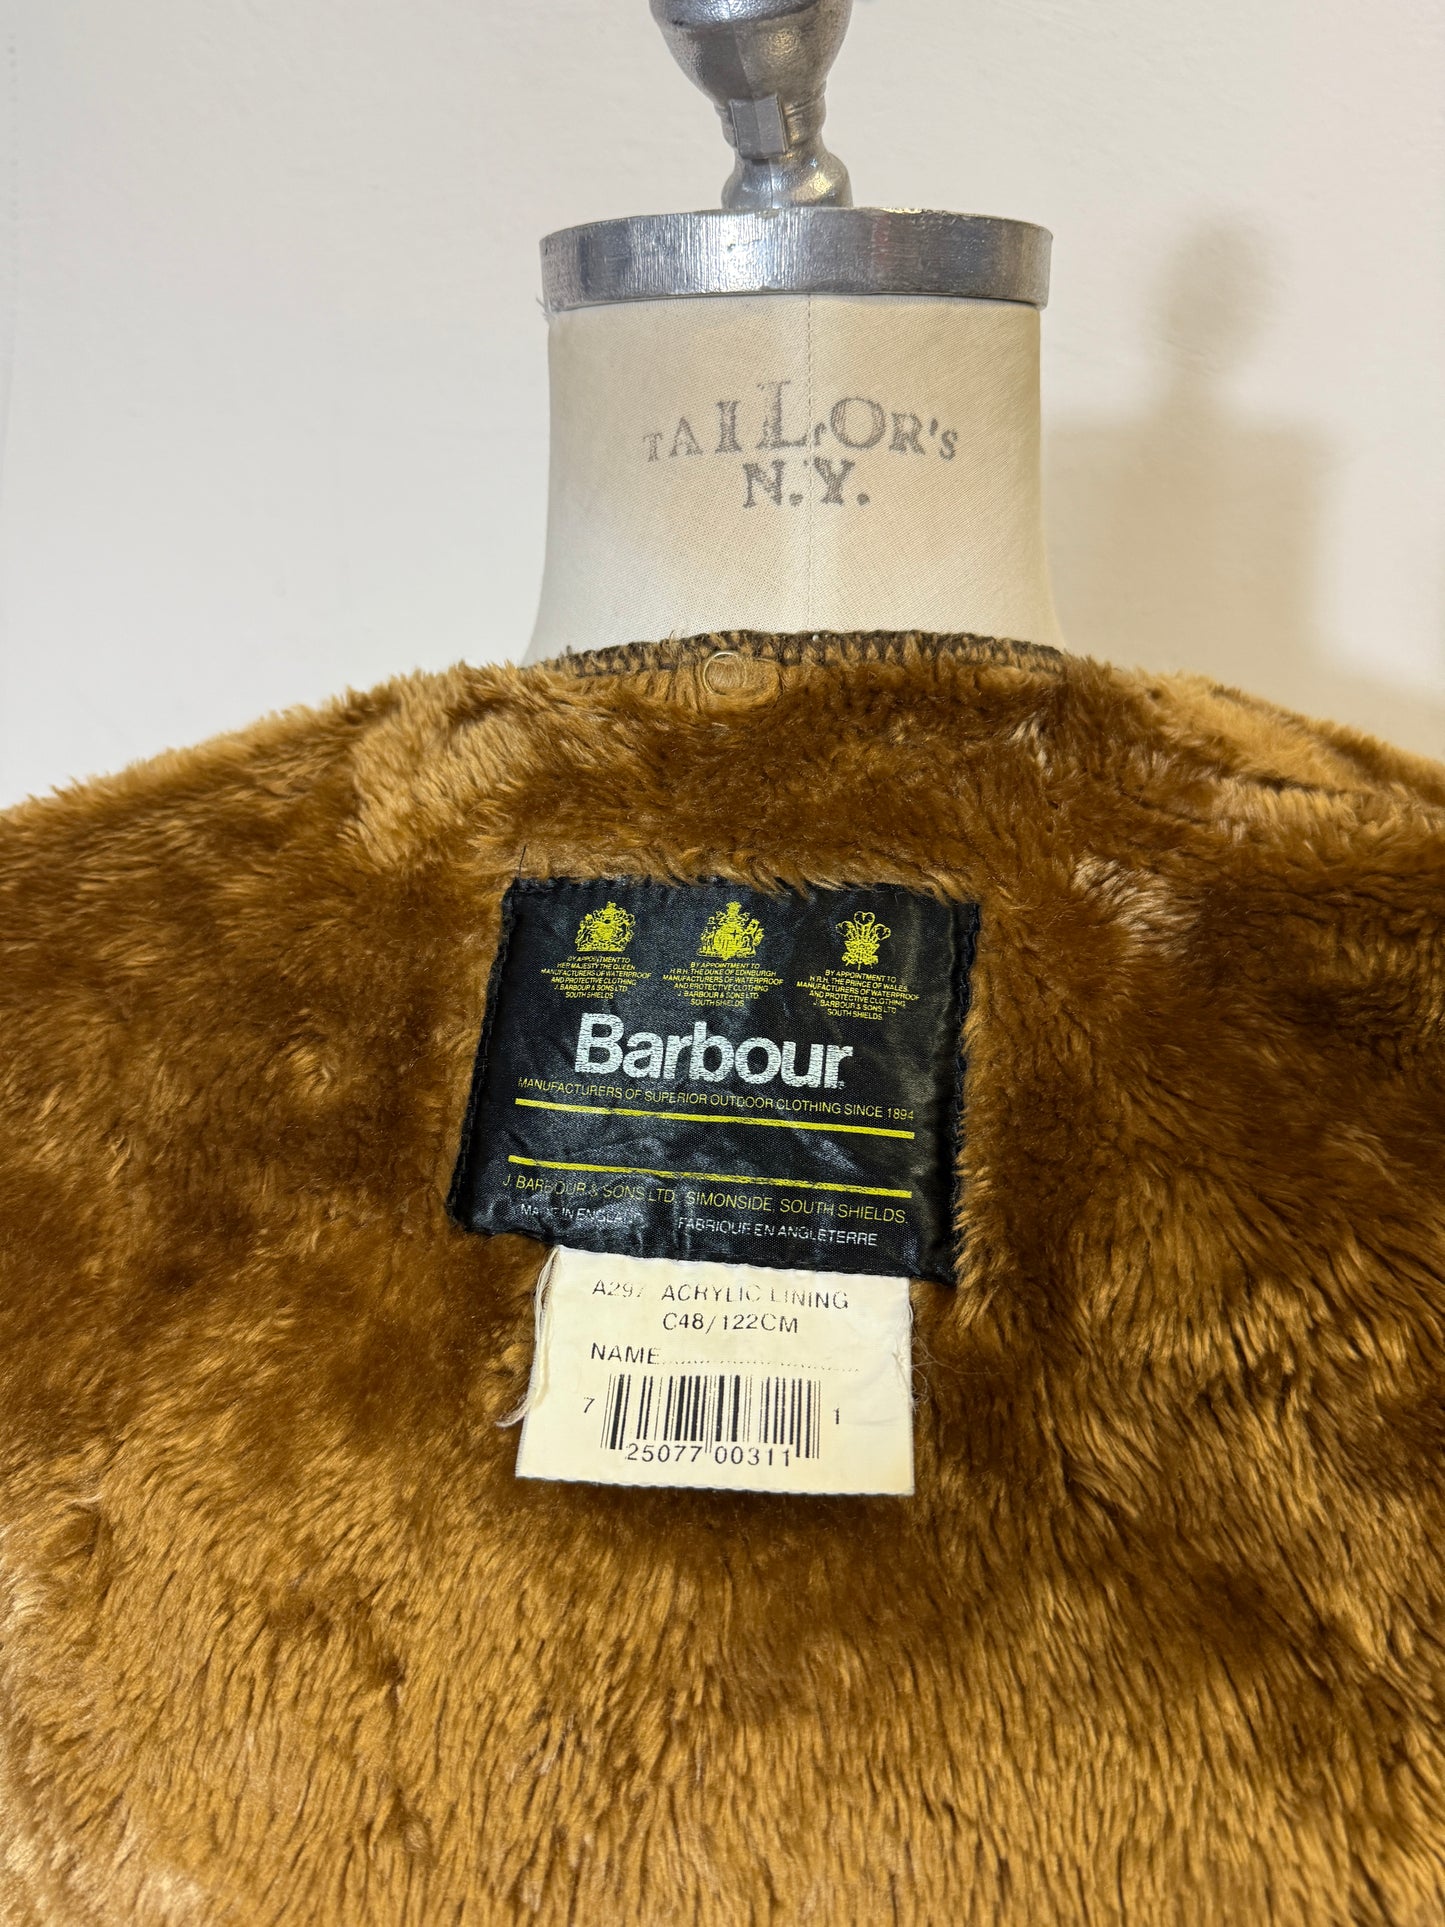 TAILOR'S
N.Y.
BY APPOINTMENT TO
HER MAJESTY THE QUEEN
MANUFACTURERS OF WATERPROOF
AND PROTECTIVE CLOTHING
J. BARBOUR & SONS LTD
SOUTH SHIELDS
BY APPOINTMENT TO
H.R.H. THE DUKE OF EDINBURGH
MANUFACTURERS OF WATERPROOF
AND PROTECTIVE CLOTHING
J. BARBOUR & SONS LTD.
SOUTH SHIELDS
BY APPOINTMENT TO
H.R.H. THE PRINCE OF WALES.
MANUFACTURERS OF WATERPROOF
AND PROTECTIVE CLOTHING
J. BARBOUR & SONS LTD
SOUTH SHIELDS
Barbour
MANUFACTURERS OF SUPERIOR OUTDOOR CLOTHING SINCE 1894
J. BARBOUR & SONS LTD, SIMONSIDE, SOUTH SHIELDS.
MADE IN ENGLAND FABRIQUE EN ANGLETERRE
A297 ACRYLIC LINING
C48/122CM
NAME
7 25077 00311 1